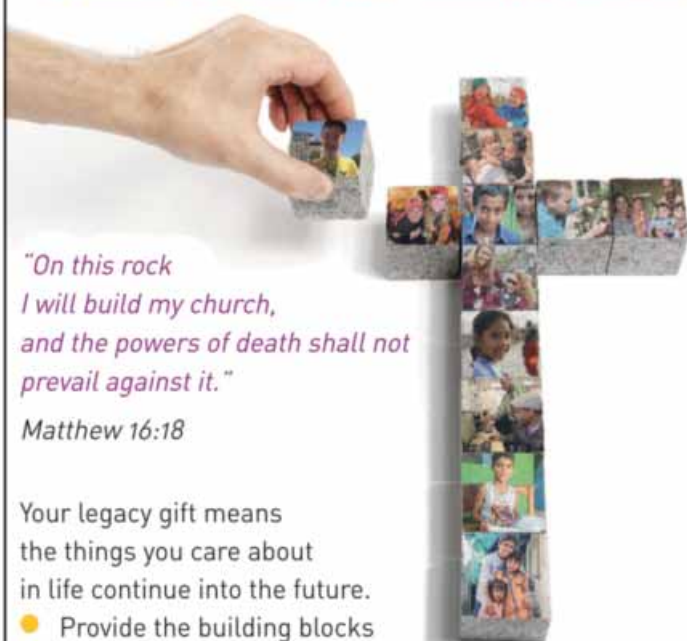 "On this rock
I will build my church,
and the powers of death shall not
prevail against it."
Matthew 16:18
Your legacy gift means
the things you care about
in life continue into the future.
Provide the building blocks